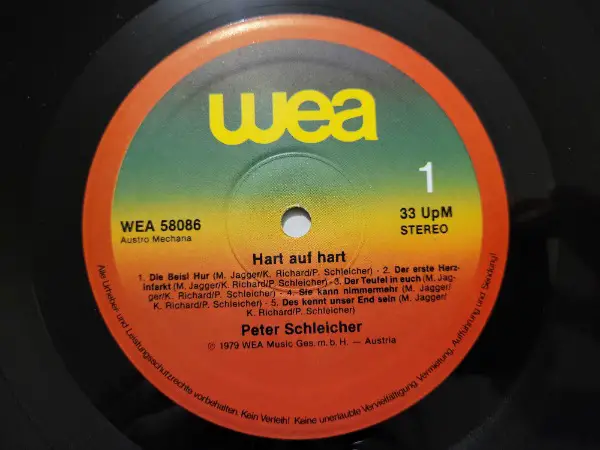 wea
1
WEA 58086
Austro Mechana
33 UpM
STEREO
Hart auf hart
1. Die Beisl Hur (M. Jagger/K. Richard/P. Schleicher) - 2. Der erste Herz-
infarkt (M. Jagger/K. Richard/P. Schleicher) - 3. Der Teufel in euch (M. Jag-
ger/K. Richard/P. Schleicher) - 4. Sie kann nimmermehr (M. Jagger/
K. Richard/P. Schleicher) - 5. Des kennt unser End sein (M. Jagger/
K. Richard/P. Schleicher)
Peter Schleicher
℗ 1979 WEA Music Ges. m. b. H. — Austria
Alle Urheber- und Leistungsschutzrechte vorbehalten. Kein Verleih! Keine unerlaubte Vervielfältigung, Vermietung, Aufführung und Sendung!